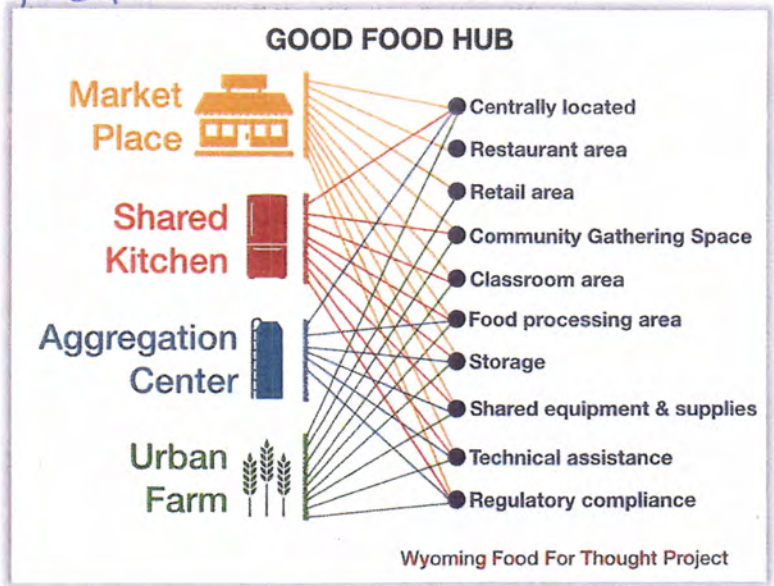 GOOD FOOD HUB
Market
Place
Shared
Kitchen
Aggregation
Center
Urban
Farm
Centrally located
Restaurant area
Retail area
Community Gathering Space
Classroom area
Food processing area
Storage
Shared equipment & supplies
Technical assistance
Regulatory compliance
Wyoming Food For Thought Project